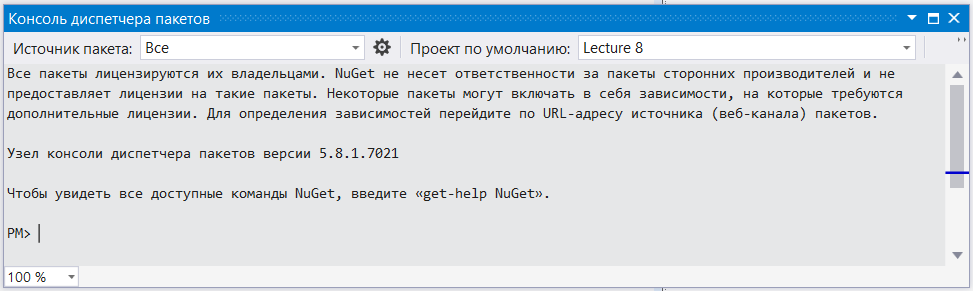 Консоль диспетчера пакетов
Источник пакета: Все Проект по умолчанию: Lecture 8
Все пакеты лицензируются их владельцами. NuGet не несет ответственности за пакеты сторонних производителей и не
предоставляет лицензии на такие пакеты. Некоторые пакеты могут включать в себя зависимости, на которые требуются
дополнительные лицензии. Для определения зависимостей перейдите по URL-адресу источника (веб-канала) пакетов.
Узел консоли диспетчера пакетов версии 5.8.1.7021
Чтобы увидеть все доступные команды NuGet, введите «get-help NuGet».
PM>
100 %